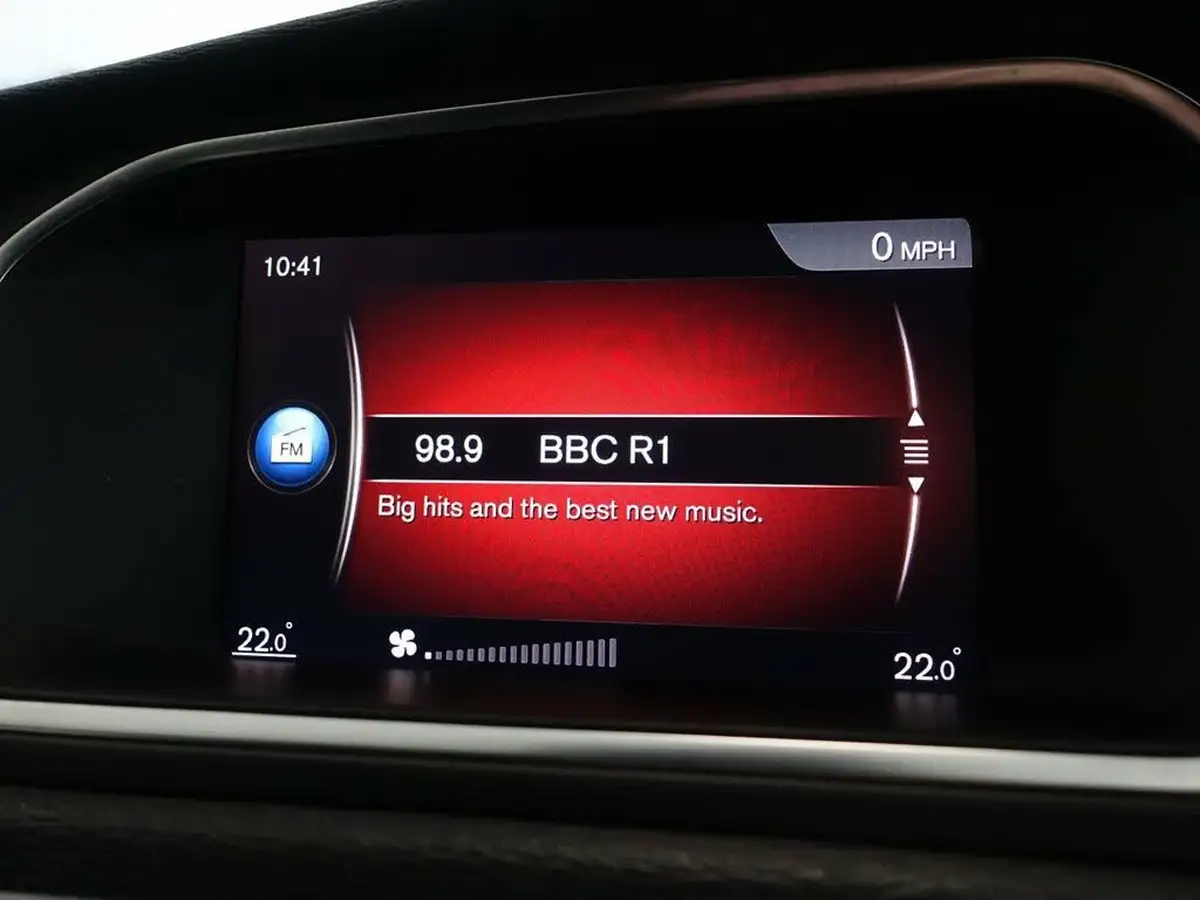 10:41
0 MPH
FM
98.9 BBC R1
Big hits and the best new music.
22.0°
22.0°